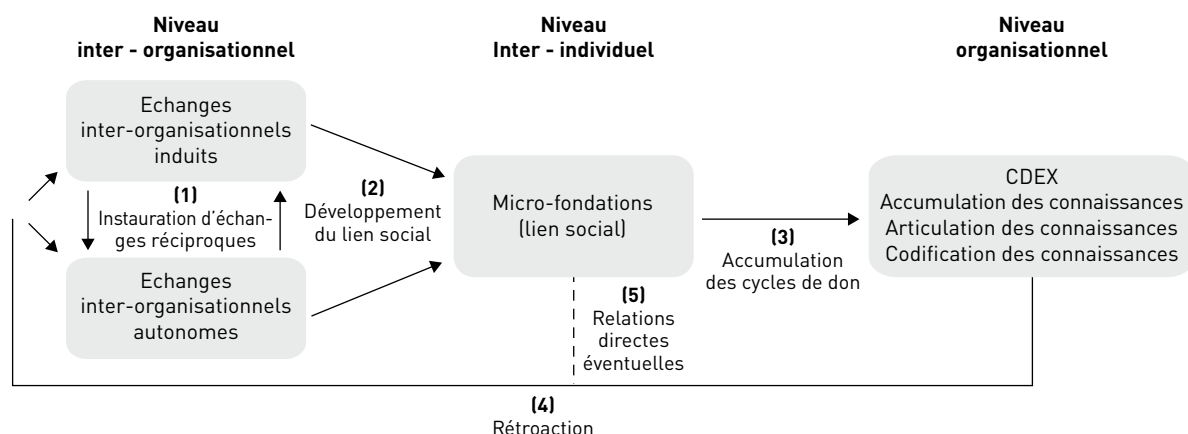 Niveau
inter - organisationnel
Niveau
Inter - individuel
Niveau
organisationnel
Echanges
inter-organisationnels
induits
(1)
Instauration d'échan-
ges réciproques
Echanges
inter-organisationnels
autonomes
(2)
Développement
du lien social
Micro-fondations
(lien social)
(3)
Accumulation
des cycles de don
CDEX
Accumulation des connaissances
Articulation des connaissances
Codification des connaissances
(5)
Relations
directes
éventuelles
(4)
Rétroaction